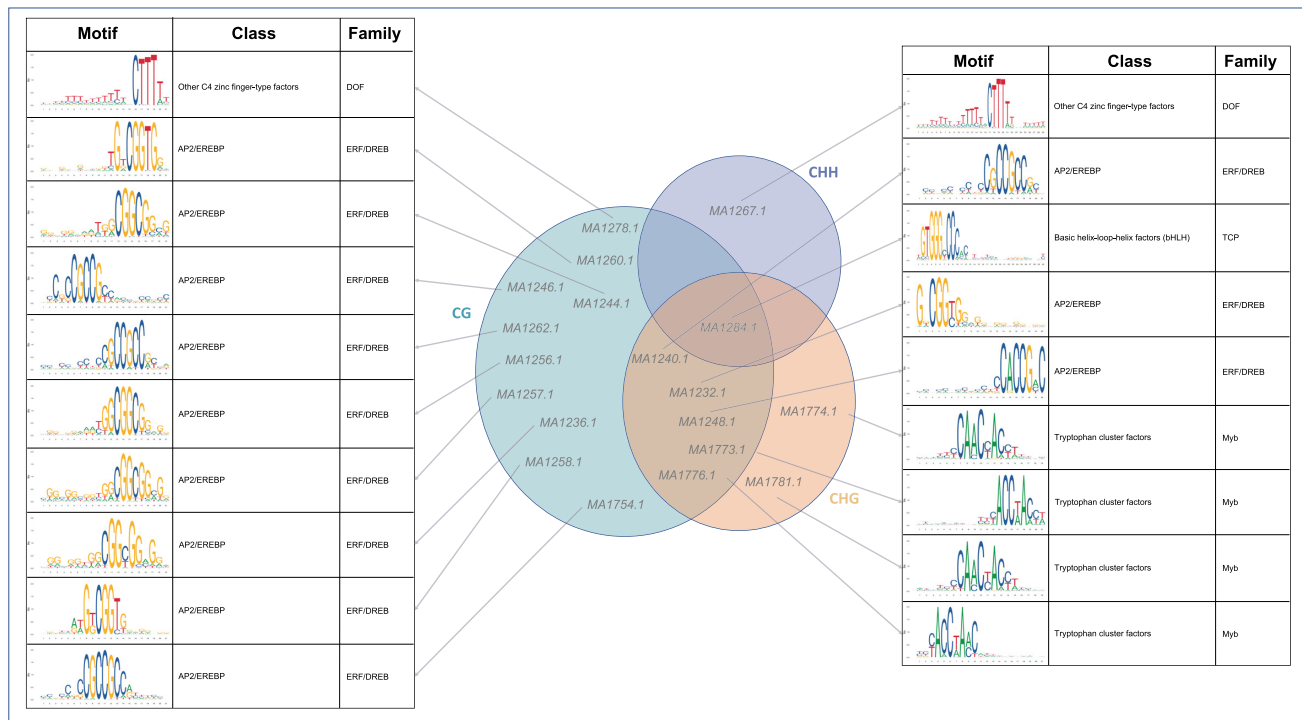 Motif Class Family
Other C4 zinc finger-type factors DOF
AP2/EREBP ERF/DREB
AP2/EREBP ERF/DREB
AP2/EREBP ERF/DREB
AP2/EREBP ERF/DREB
AP2/EREBP ERF/DREB
AP2/EREBP ERF/DREB
AP2/EREBP ERF/DREB
AP2/EREBP ERF/DREB
AP2/EREBP ERF/DREB
CHH
MA1267.1
MA1278.1
MA1260.1
MA1246.1
MA1244.1
CG
MA1262.1
MA1284.1
MA1256.1
MA1240.1
MA1257.1
MA1232.1
MA1236.1
MA1248.1
MA1774.1
MA1258.1
MA1773.1
MA1776.1
MA1781.1
CHG
MA1754.1
Motif Class Family
Other C4 zinc finger-type factors DOF
AP2/EREBP ERF/DREB
Basic helix-loop-helix factors (bHLH) TCP
AP2/EREBP ERF/DREB
AP2/EREBP ERF/DREB
Tryptophan cluster factors Myb
Tryptophan cluster factors Myb
Tryptophan cluster factors Myb
Tryptophan cluster factors Myb